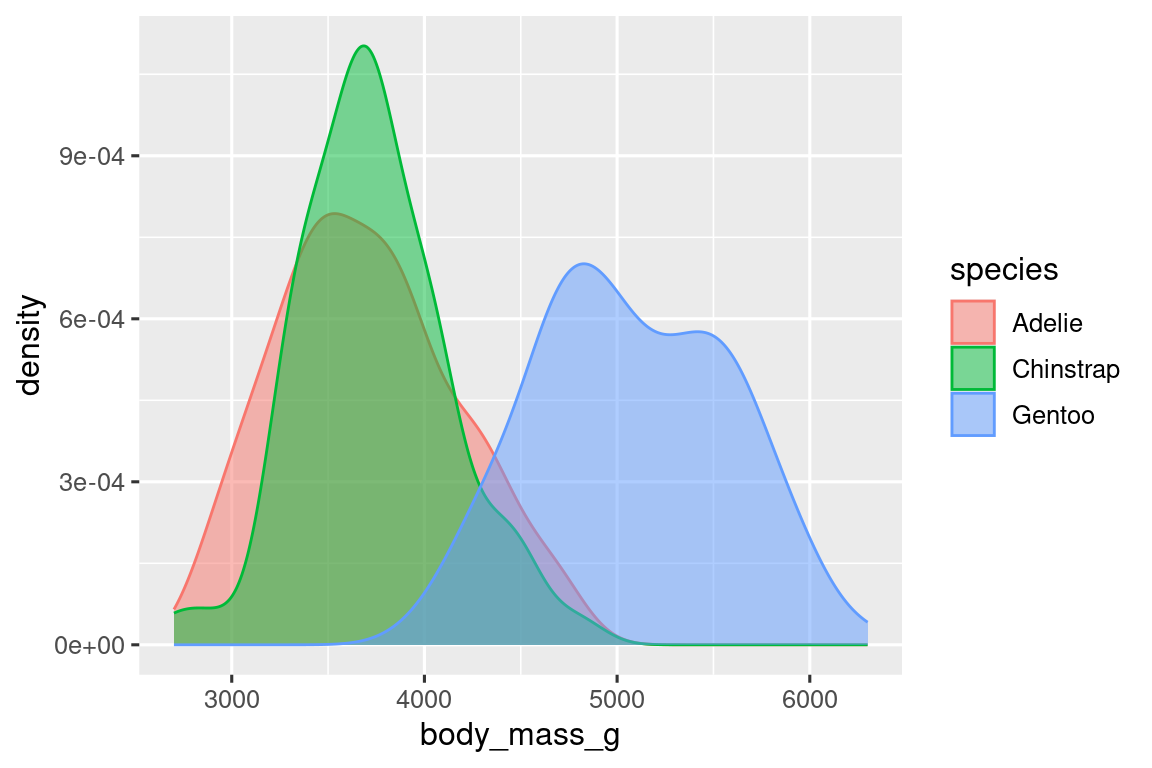 density
9e-04
6e-04
3e-04
0e+00
3000 4000 5000 6000
body_mass_g
species
Adelie
Chinstrap
Gentoo